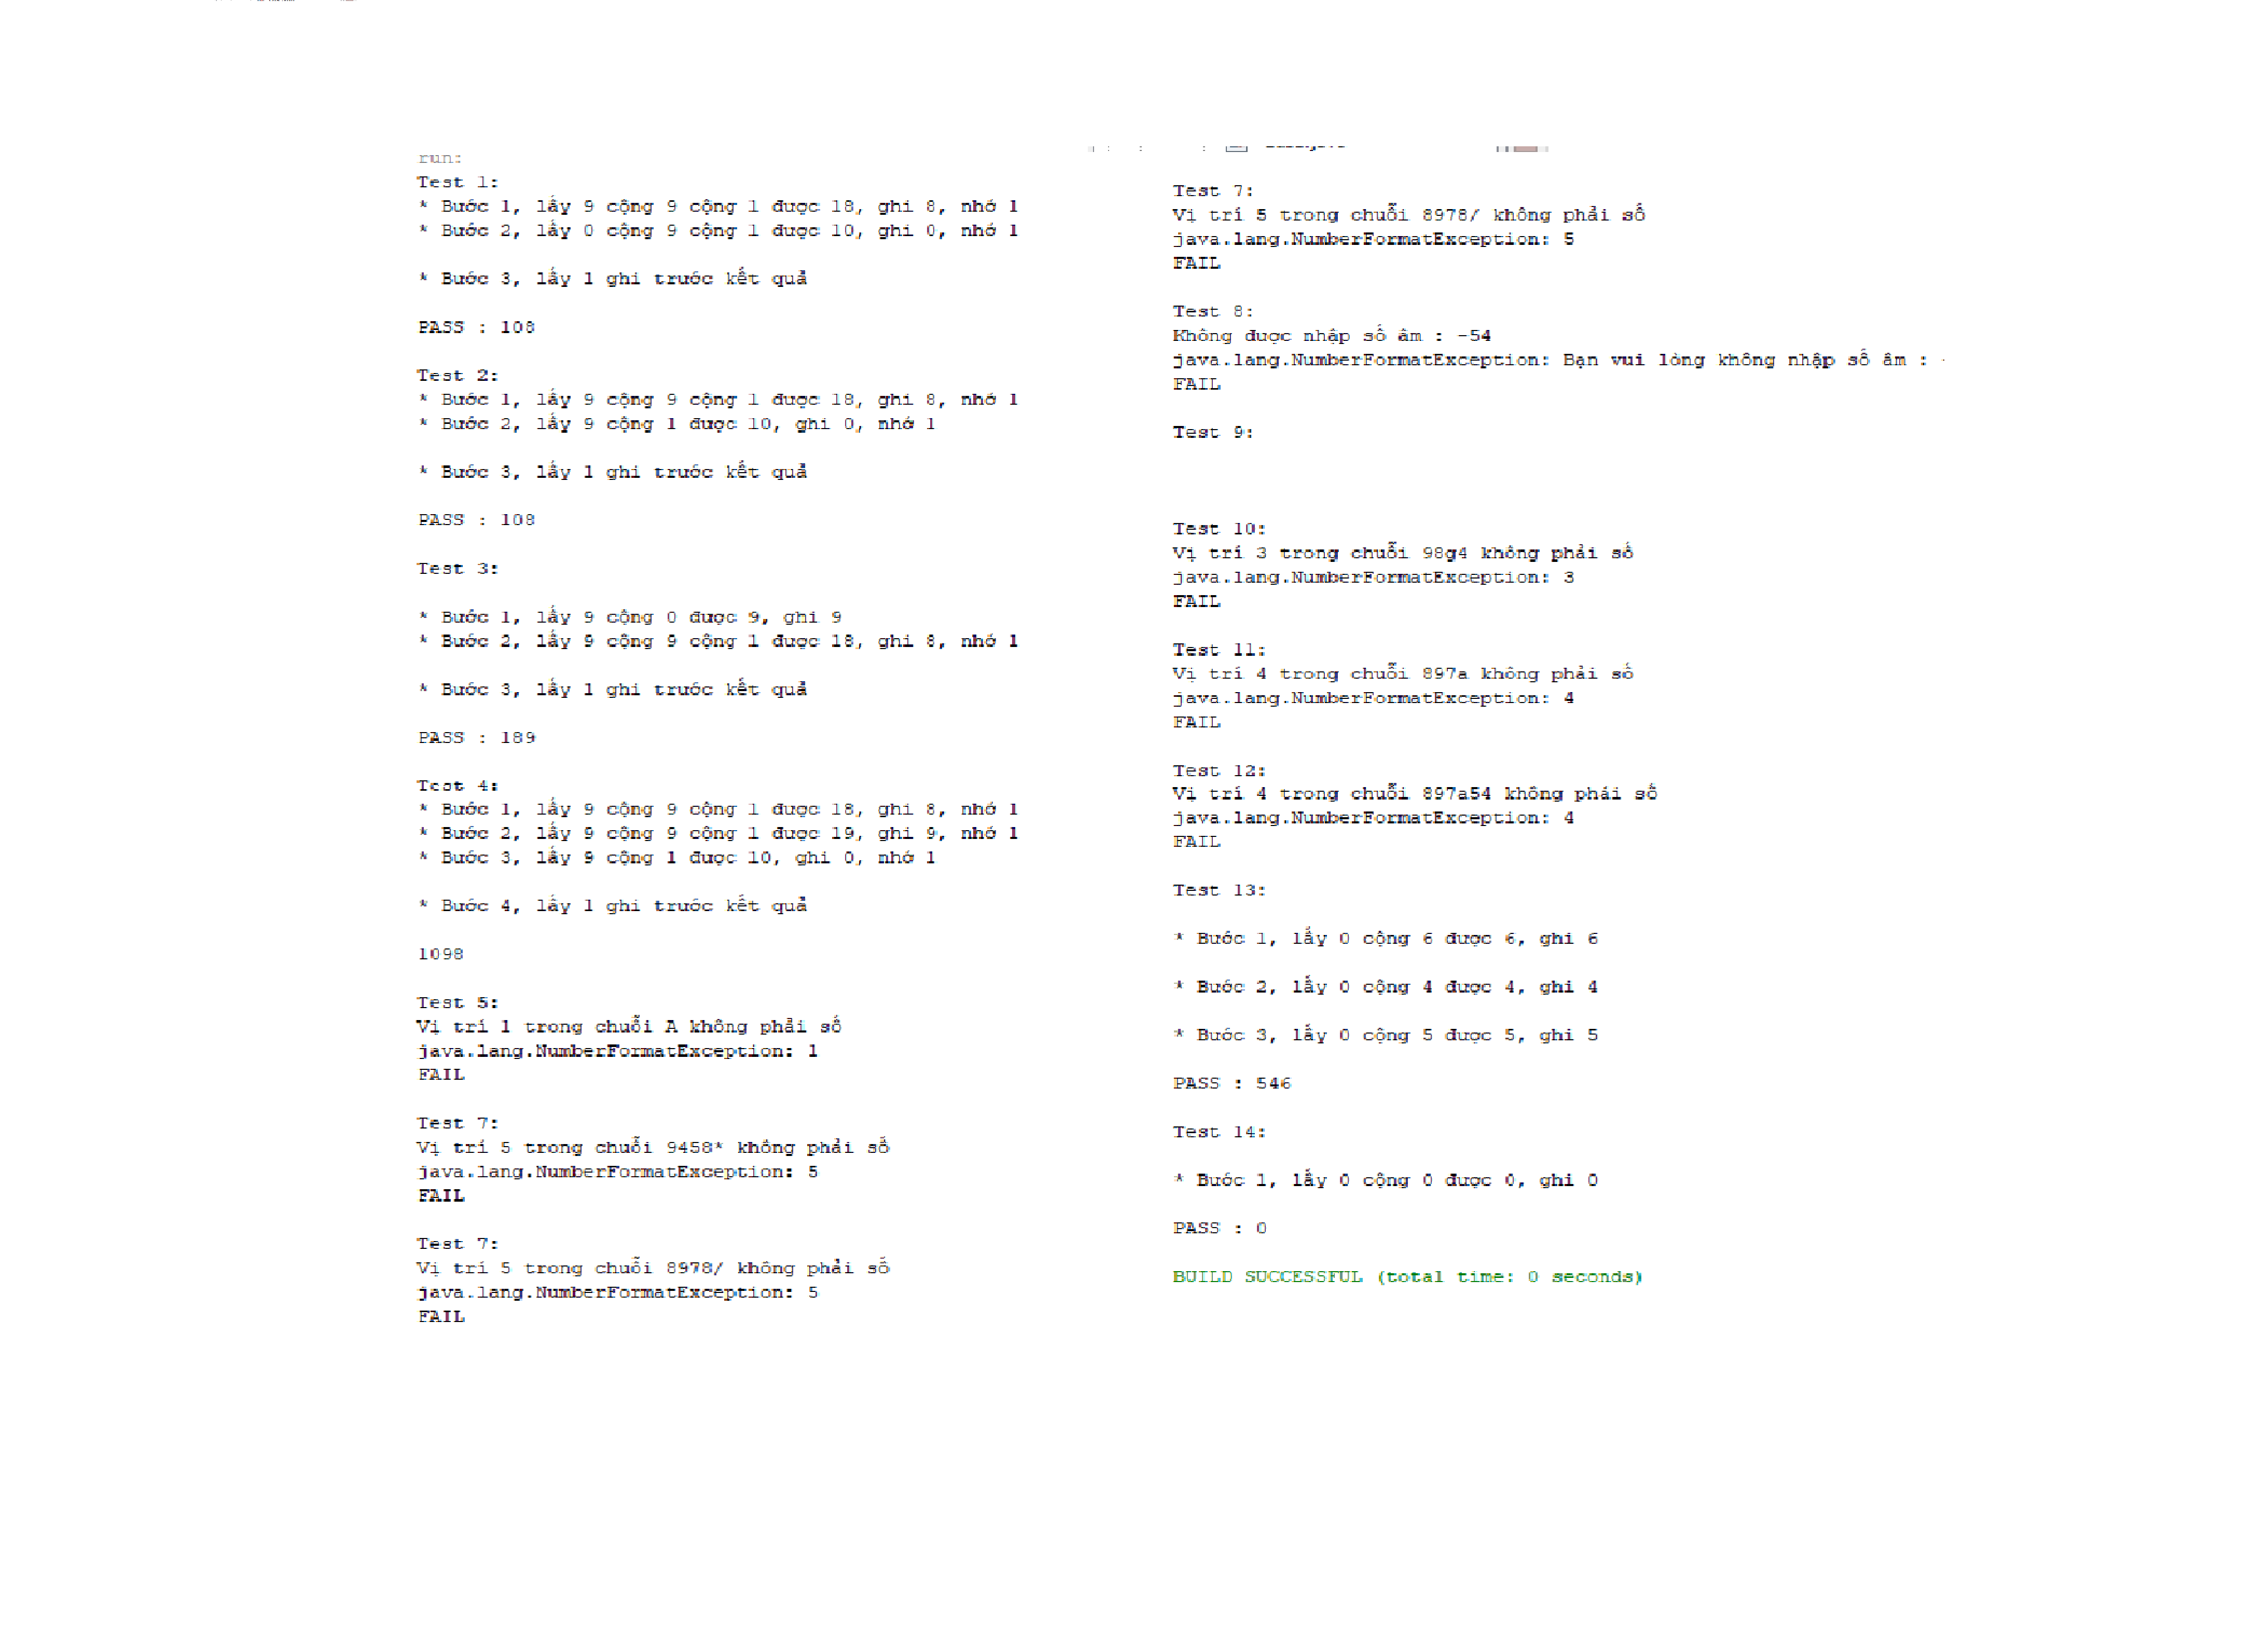 run:
Test 1:
* Bước 1, lấy 9 cộng 9 cộng 1 được 18, ghi 8, nhớ 1
* Bước 2, lấy 0 cộng 9 cộng 1 được 10, ghi 0, nhớ 1
* Bước 3, lấy 1 ghi trước kết quả
PASS : 108
Test 2:
* Bước 1, lấy 9 cộng 9 cộng 1 được 18, ghi 8, nhớ 1
* Bước 2, lấy 9 cộng 1 được 10, ghi 0, nhớ 1
* Bước 3, lấy 1 ghi trước kết quả
PASS : 108
Test 3:
* Bước 1, lấy 9 cộng 0 được 9, ghi 9
* Bước 2, lấy 9 cộng 9 cộng 1 được 18, ghi 8, nhớ 1
* Bước 3, lấy 1 ghi trước kết quả
PASS : 189
Test 4:
* Bước 1, lấy 9 cộng 9 cộng 1 được 18, ghi 8, nhớ 1
* Bước 2, lấy 9 cộng 9 cộng 1 được 19, ghi 9, nhớ 1
* Bước 3, lấy 9 cộng 1 được 10, ghi 0, nhớ 1
* Bước 4, lấy 1 ghi trước kết quả
1098
Test 5:
Vị trí 1 trong chuỗi A không phải số
java.lang.NumberFormatException: 1
FAIL
Test 7:
Vị trí 5 trong chuỗi 9458* không phải số
java.lang.NumberFormatException: 5
FAIL
Test 7:
Vị trí 5 trong chuỗi 8978/ không phải số
java.lang.NumberFormatException: 5
FAIL
Test 7:
Vị trí 5 trong chuỗi 8978/ không phải số
java.lang.NumberFormatException: 5
FAIL
Test 8:
Không được nhập số âm : -54
java.lang.NumberFormatException: Bạn vui lòng không nhập số âm :
FAIL
Test 9:
Test 10:
Vị trí 3 trong chuỗi 98g4 không phải số
java.lang.NumberFormatException: 3
FAIL
Test 11:
Vị trí 4 trong chuỗi 897a không phải số
java.lang.NumberFormatException: 4
FAIL
Test 12:
Vị trí 4 trong chuỗi 897a54 không phải số
java.lang.NumberFormatException: 4
FAIL
Test 13:
* Bước 1, lấy 0 cộng 6 được 6, ghi 6
* Bước 2, lấy 0 cộng 4 được 4, ghi 4
* Bước 3, lấy 0 cộng 5 được 5, ghi 5
PASS : 546
Test 14:
* Bước 1, lấy 0 cộng 0 được 0, ghi 0
PASS : 0
BUILD SUCCESSFUL (total time: 0 seconds)